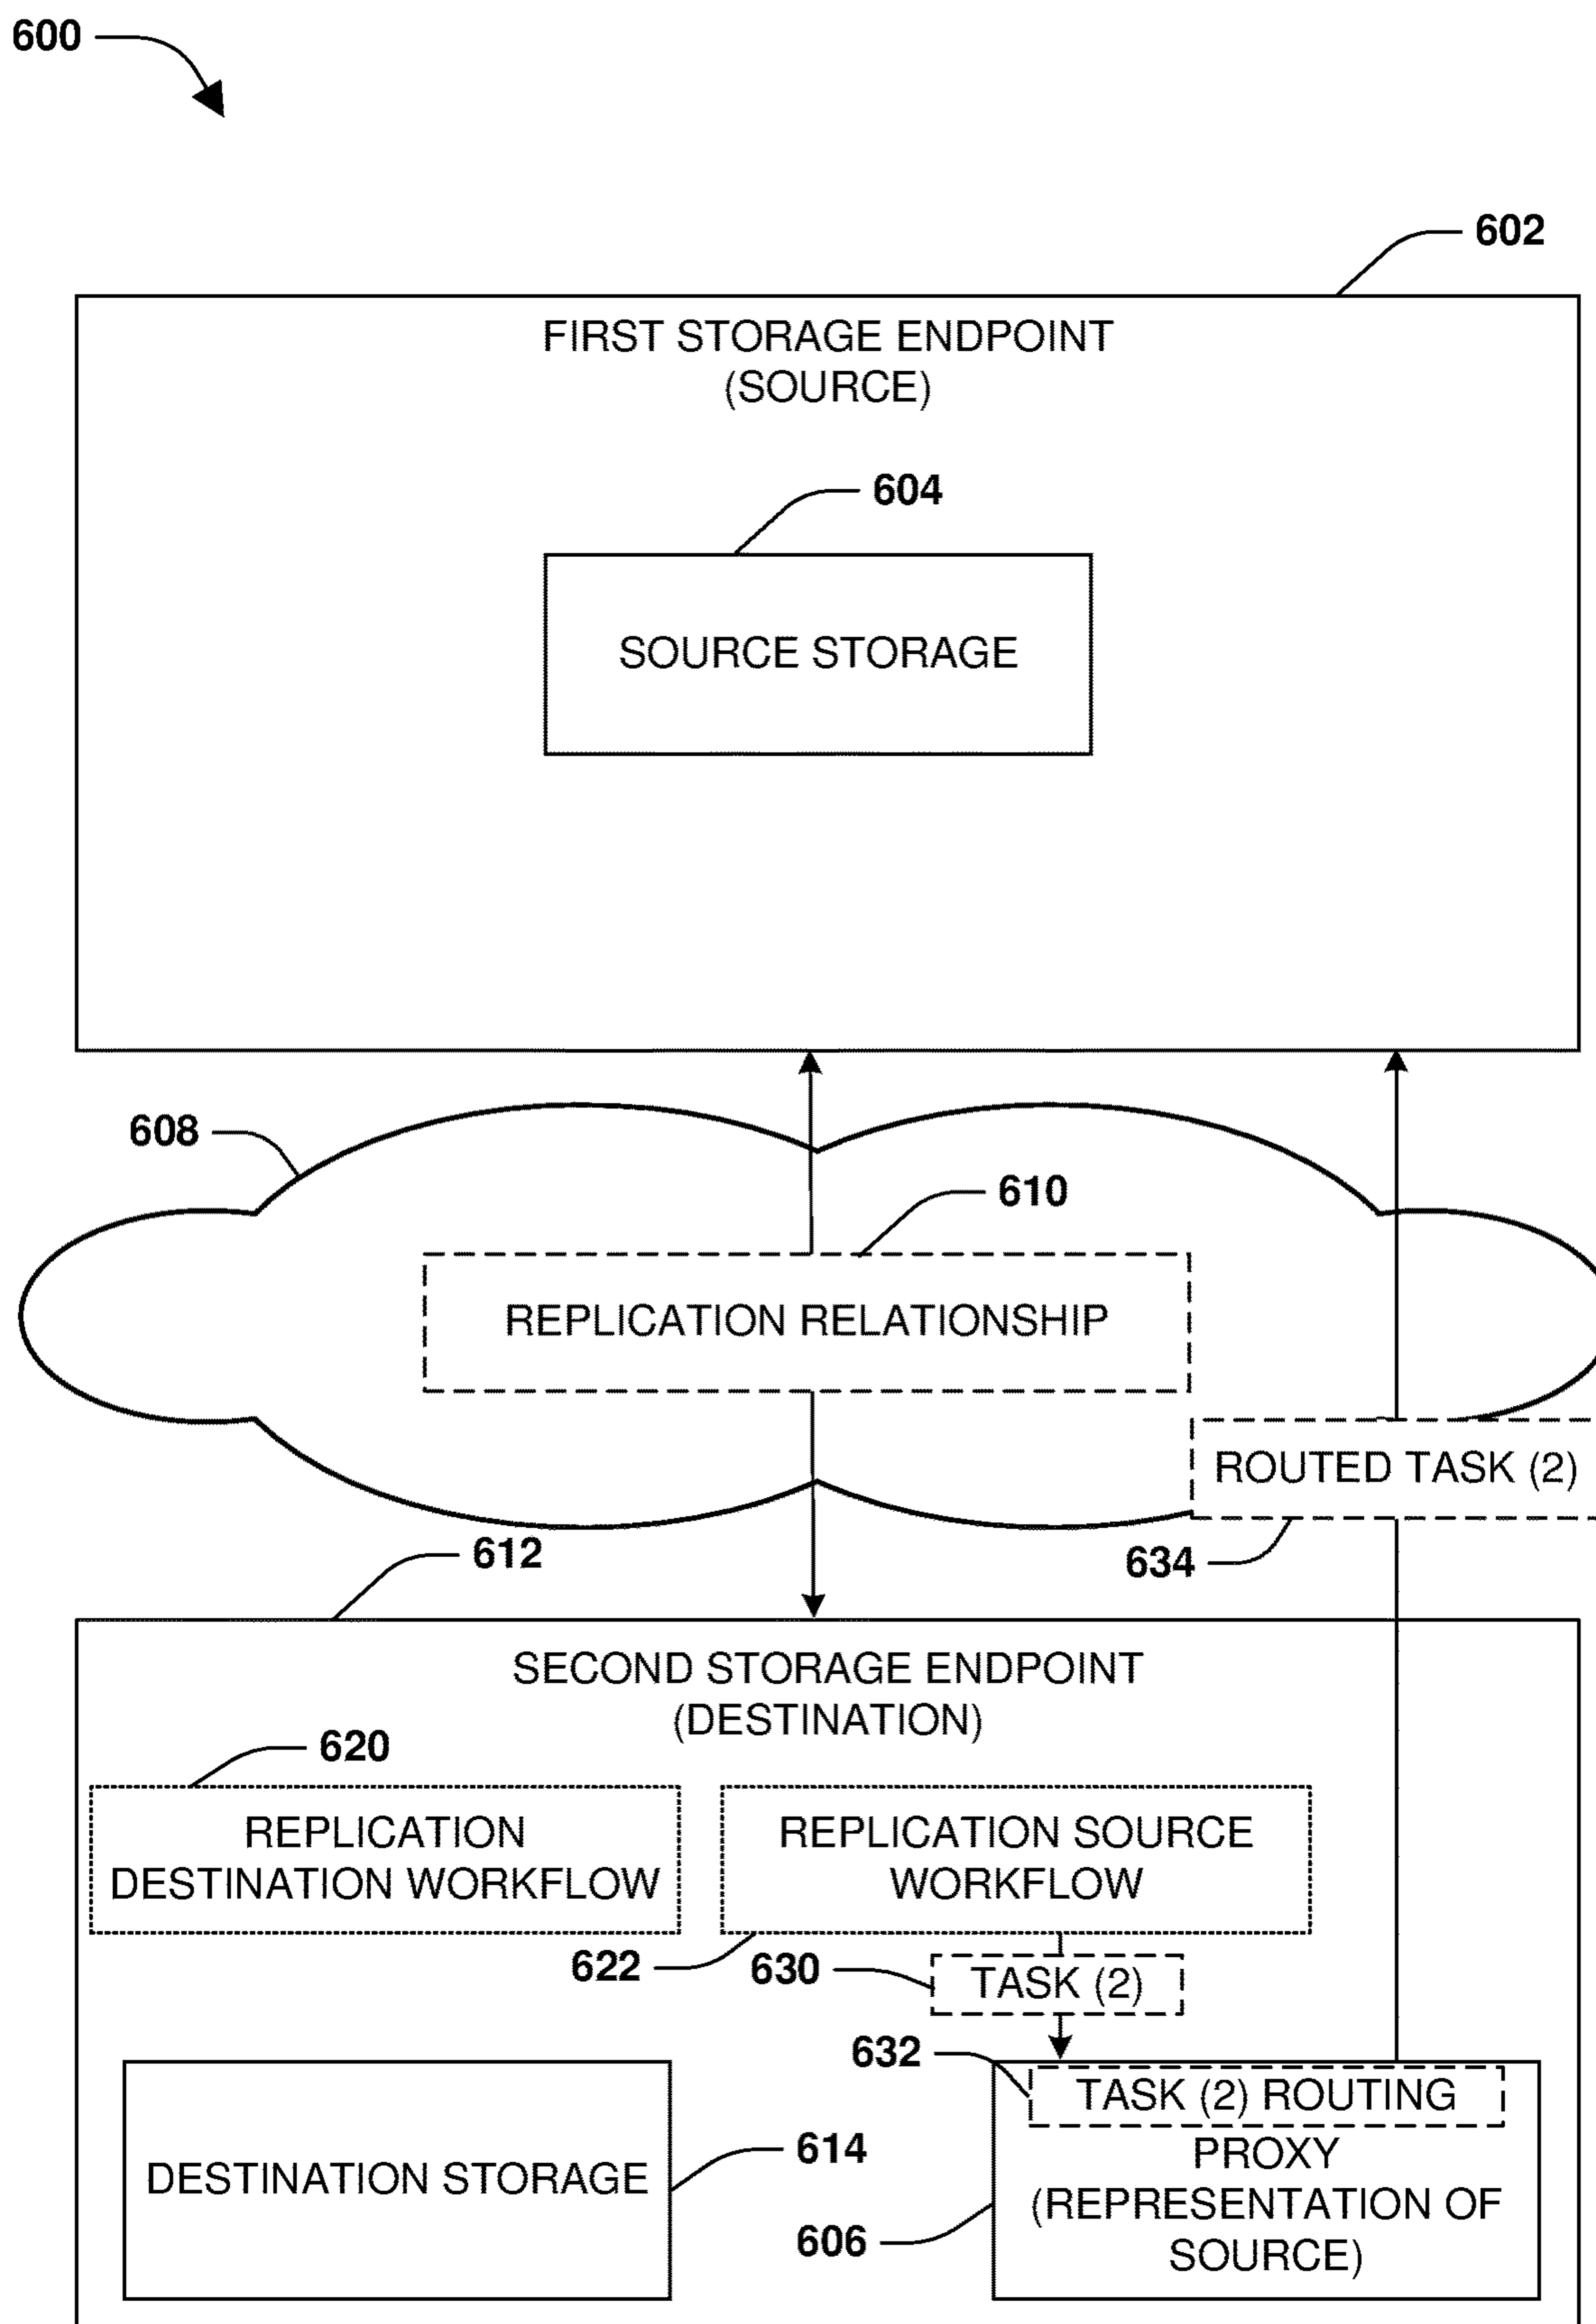 600
602
FIRST STORAGE ENDPOINT
(SOURCE)
604
SOURCE STORAGE
608
610
REPLICATION RELATIONSHIP
ROUTED TASK (2)
612
634
SECOND STORAGE ENDPOINT
(DESTINATION)
620
REPLICATION
DESTINATION WORKFLOW
REPLICATION SOURCE
WORKFLOW
622
630
TASK (2)
632
TASK (2) ROUTING
PROXY
(REPRESENTATION OF
SOURCE)
614
DESTINATION STORAGE
606